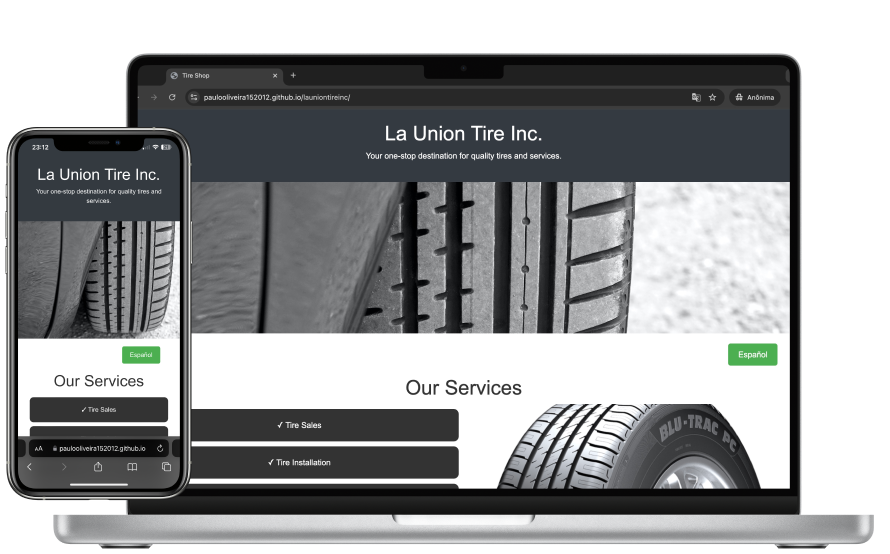 Tire Shop
paulooliveira152012.github.io/launiontireinc/
Anônima
La Union Tire Inc.
Your one-stop destination for quality tires and services.
Español
Our Services
✓ Tire Sales
✓ Tire Installation
BLU-TRAC PC
23:12
La Union Tire Inc.
Your one-stop destination for quality tires and
services.
Español
Our Services
✓ Tire Sales
AA paulooliveira152012.github.io